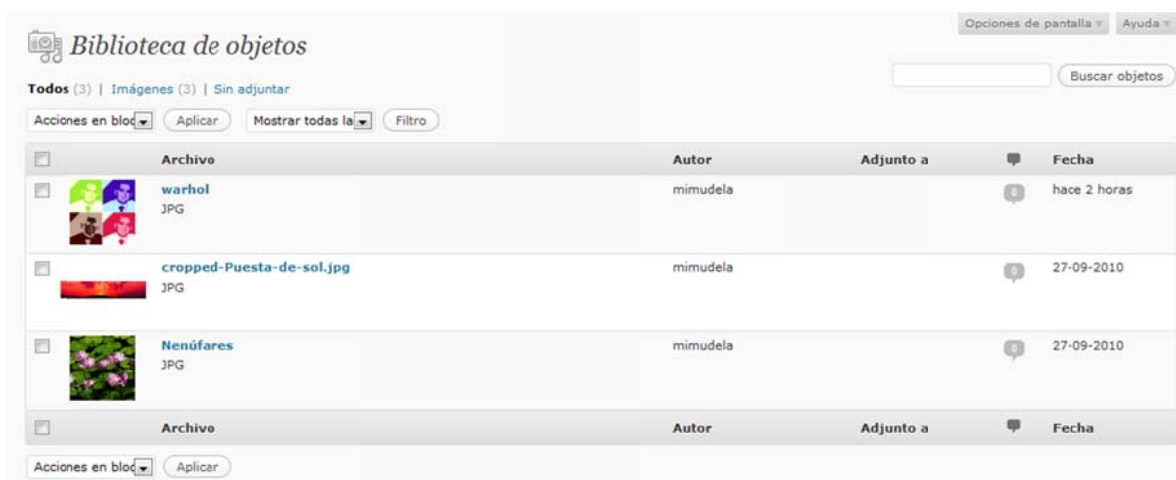 Opciones de pantalla Ayuda
Biblioteca de objetos
Todos (3) | Imágenes (3) | Sin adjuntar
Buscar objetos
Acciones en bloc Aplicar Mostrar todas la Filtro
Archivo Autor Adjunto a Fecha
warhol mimudela 0 hace 2 horas
JPG
cropped-Puesta-de-sol.jpg mimudela 0 27-09-2010
JPG
Nenúfares mimudela 0 27-09-2010
JPG
Archivo Autor Adjunto a Fecha
Acciones en bloc Aplicar